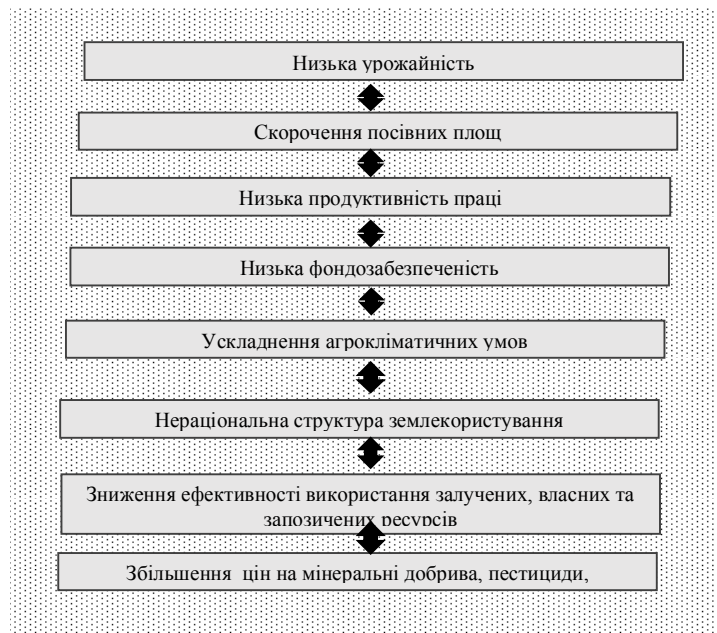 Низька урожайність
Скорочення посівних площ
Низька продуктивність праці
Низька фондозабезпеченість
Ускладнення агрокліматичних умов
Нераціональна структура землекористування
Зниження ефективності використання залучених, власних та
запозичених ресурсів
Збільшення цін на мінеральні добрива, пестициди,